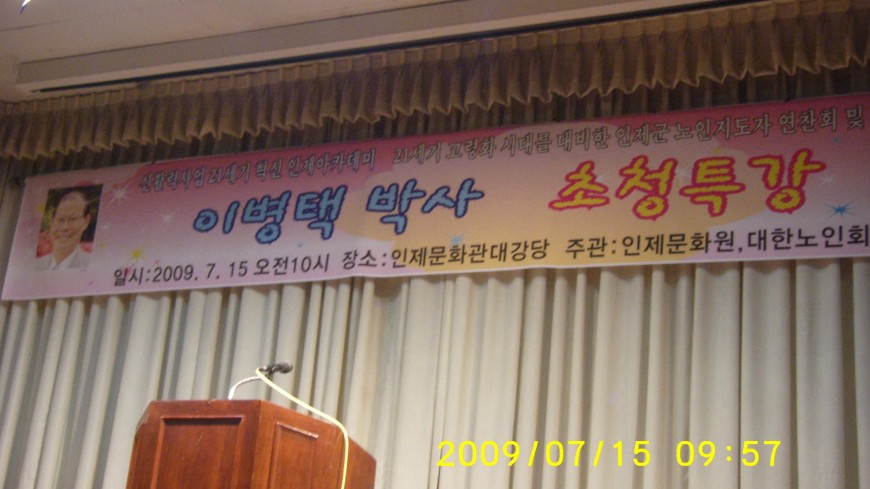 신활력사업 21세기 혁신 인제아카데미 21세기 고령화 시대를 대비한 인제군 노인지도자 연찬회 및
이병택 박사 초청특강
일시:2009. 7. 15 오전10시 장소:인제문화관대강당 주관:인제문화원,대한노인회
2009/07/15 09:57